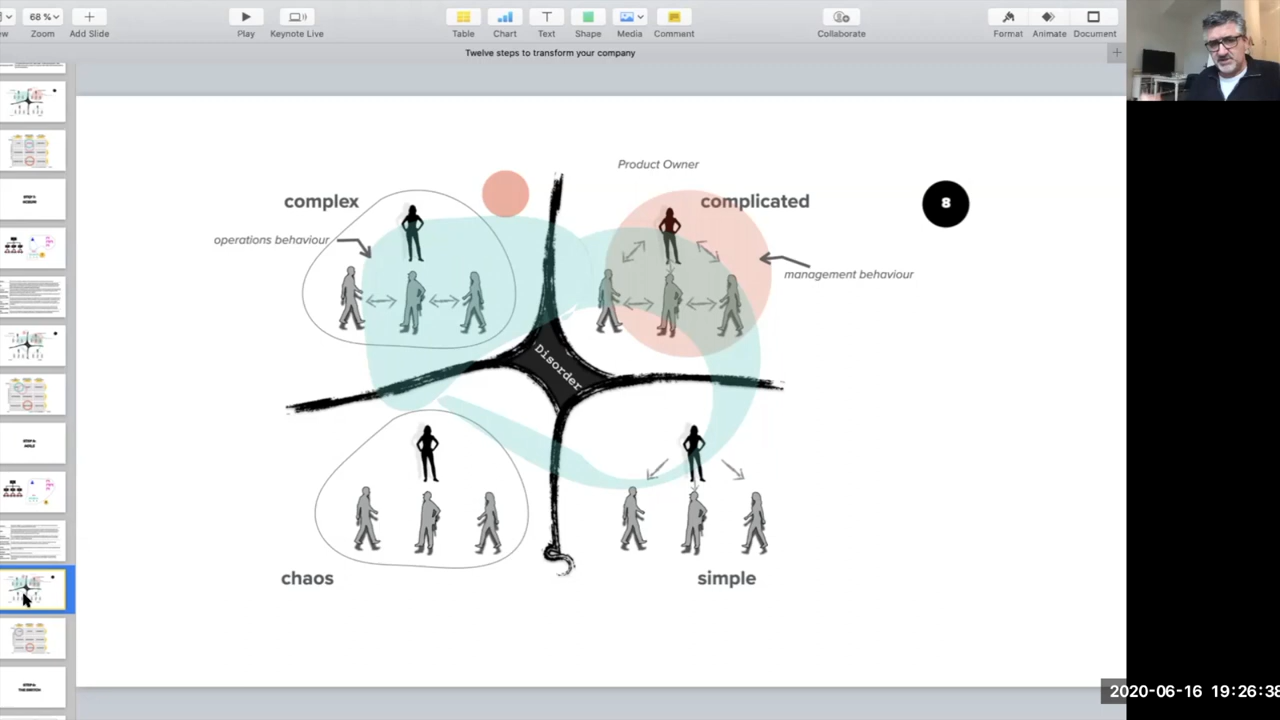 68%
Zoom
Add Slide
Play
Keynote Live
Table
Chart
Text
Shape
Media
Comment
Collaborate
Format
Animate
Document
Twelve steps to transform your company
Product Owner
complex
complicated
8
operations behaviour
management behaviour
Disorder
chaos
simple
2020-06-16 19:26:38